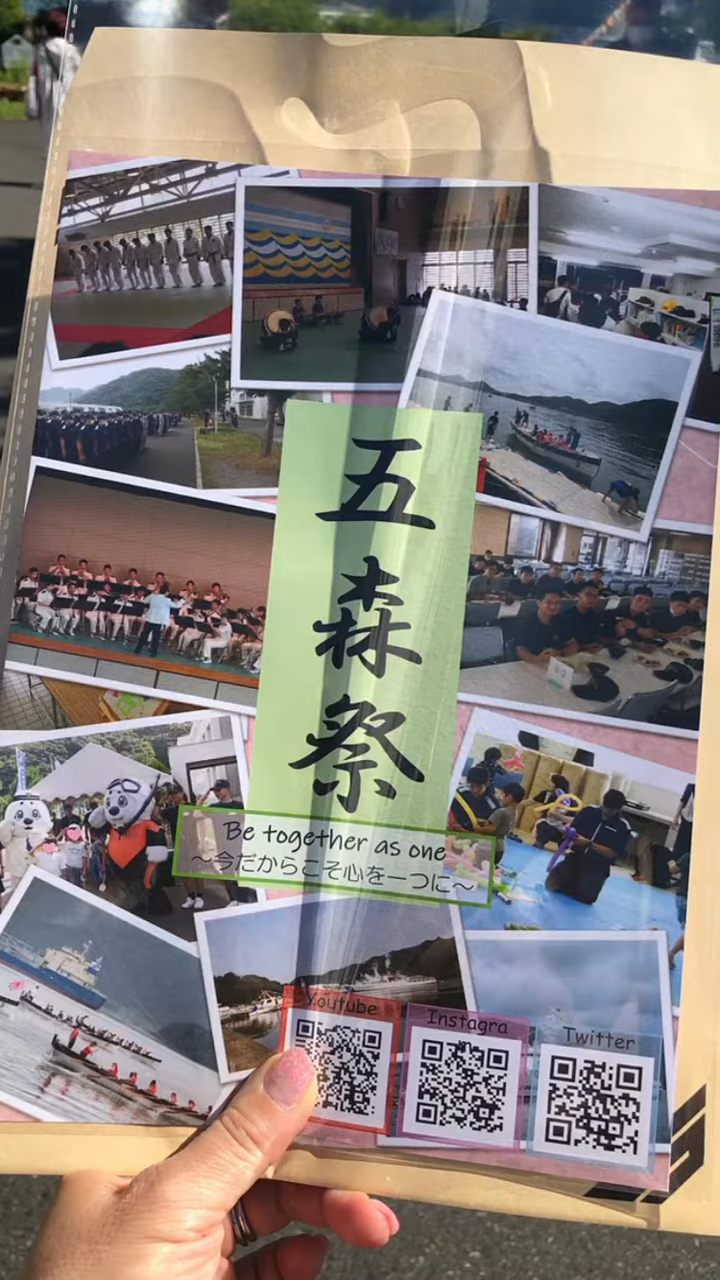 五森祭
Be together as one
～今だからこそ心を一つに～
Youtube
Instagra
Twitter